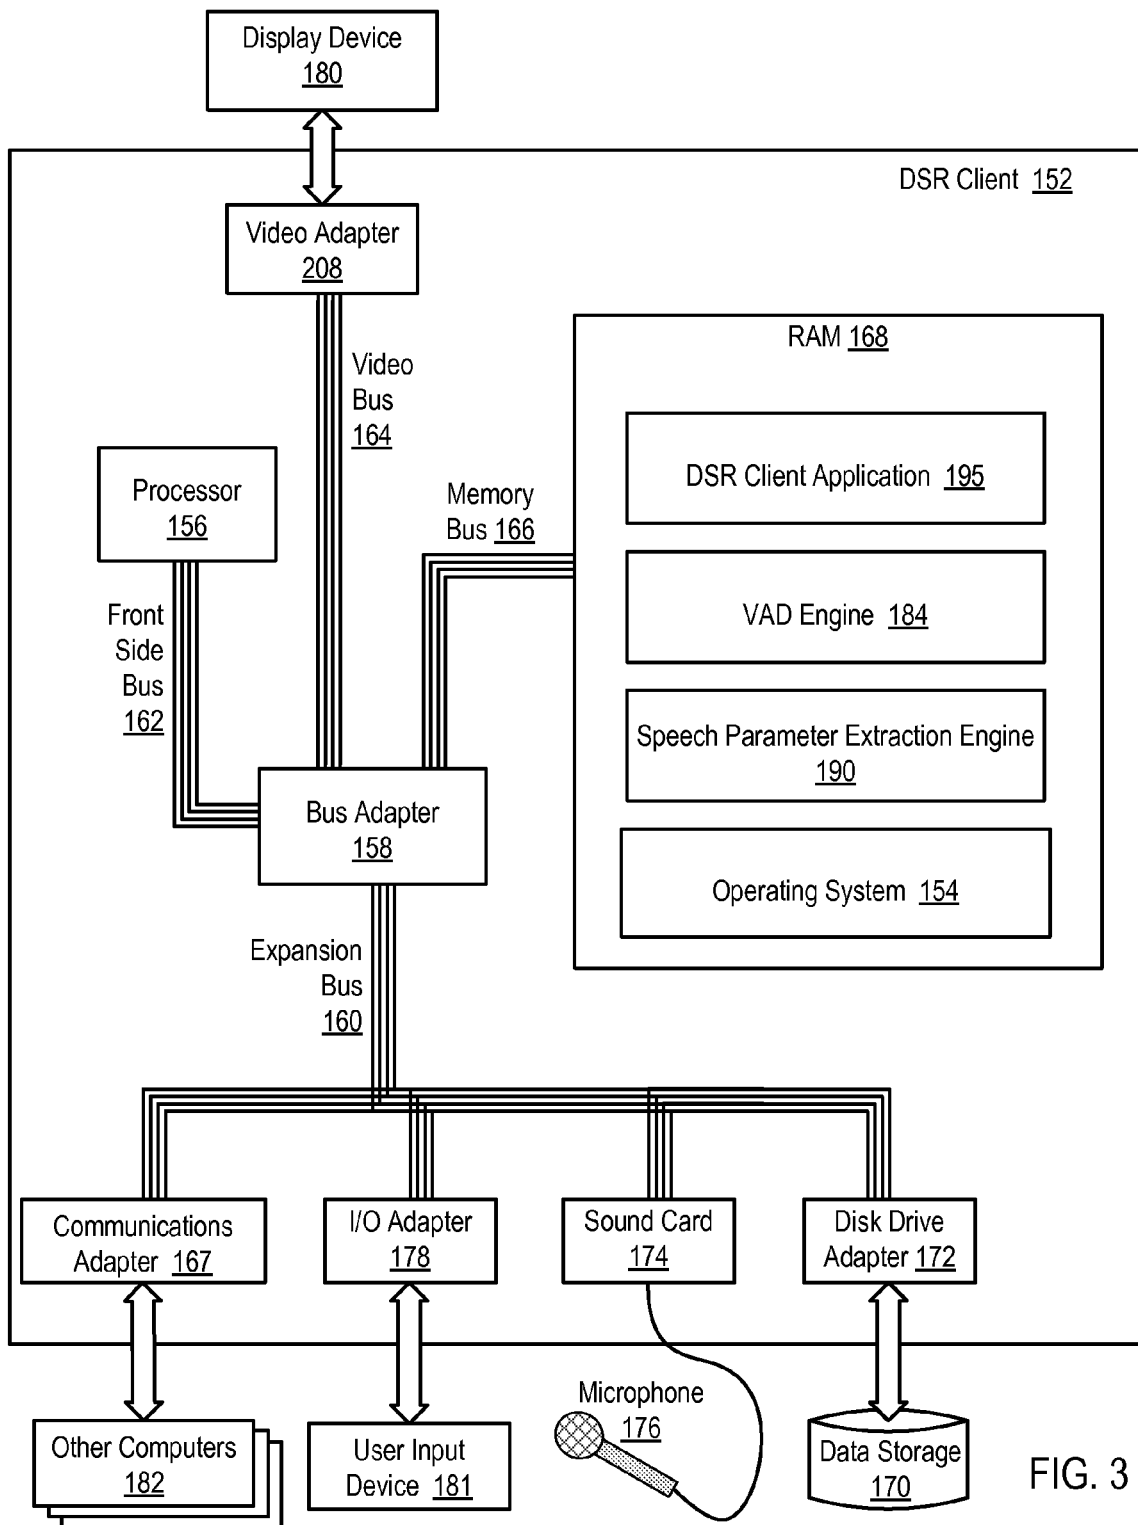 Display Device
180
DSR Client 152
Video Adapter
208
RAM 168
Video
Bus
164
DSR Client Application 195
Processor
156
Memory
Bus 166
VAD Engine 184
Front
Side
Bus
162
Speech Parameter Extraction Engine
190
Bus Adapter
158
Operating System 154
Expansion
Bus
160
Communications
Adapter 167
I/O Adapter
178
Sound Card
174
Disk Drive
Adapter 172
Microphone
176
Other Computers
182
User Input
Device 181
Data Storage
170
FIG. 3